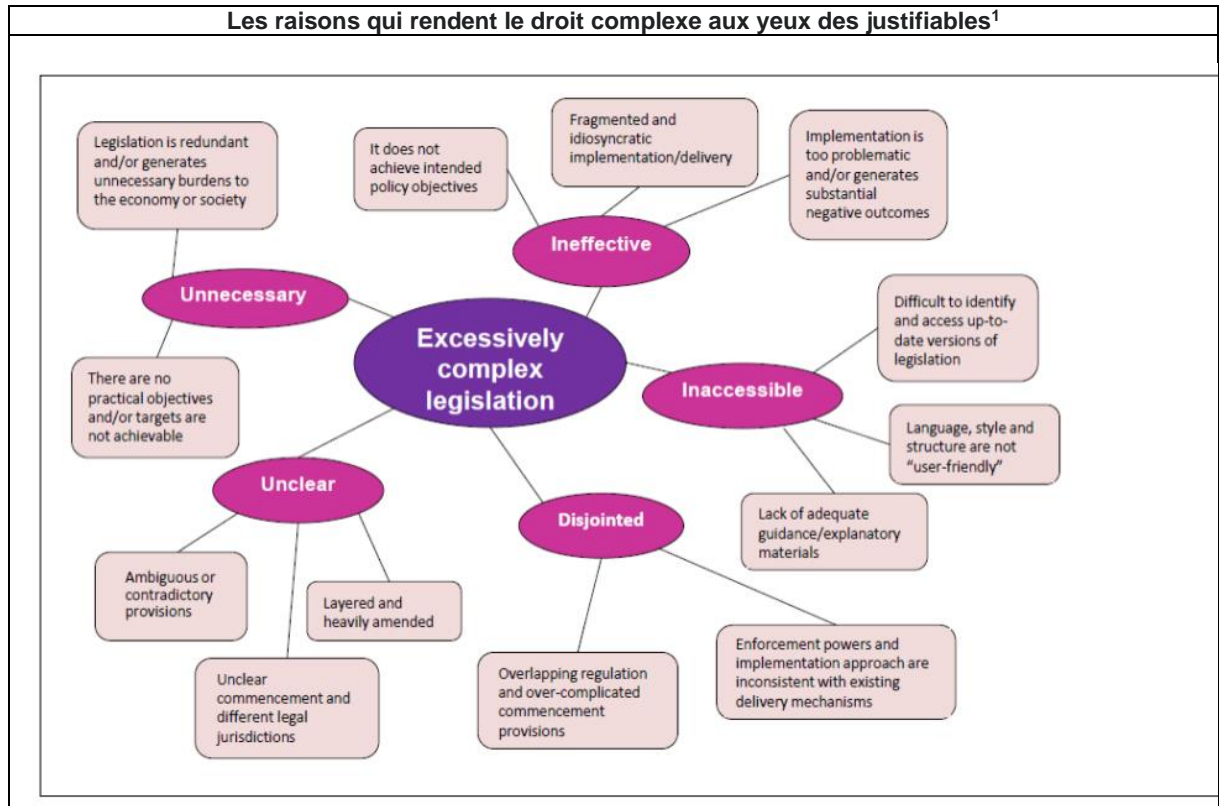 Les raisons qui rendent le droit complexe aux yeux des justifiables¹
Legislation is redundant
and/or generates
unnecessary burdens to
the economy or society
It does not
achieve intended
policy objectives
Fragmented and
idiosyncratic
implementation/delivery
Implementation is
too problematic
and/or generates
substantial
negative outcomes
Ineffective
Unnecessary
Excessively
complex
legislation
Difficult to identify
and access up-to-
date versions of
legislation
Inaccessible
There are no
practical objectives
and/or targets are
not achievable
Language, style and
structure are not
“user-friendly”
Unclear
Disjointed
Lack of adequate
guidance/explanatory
materials
Ambiguous or
contradictory
provisions
Layered and
heavily amended
Unclear
commencement and
different legal
jurisdictions
Overlapping regulation
and over-complicated
commencement
provisions
Enforcement powers and
implementation approach are
inconsistent with existing
delivery mechanisms